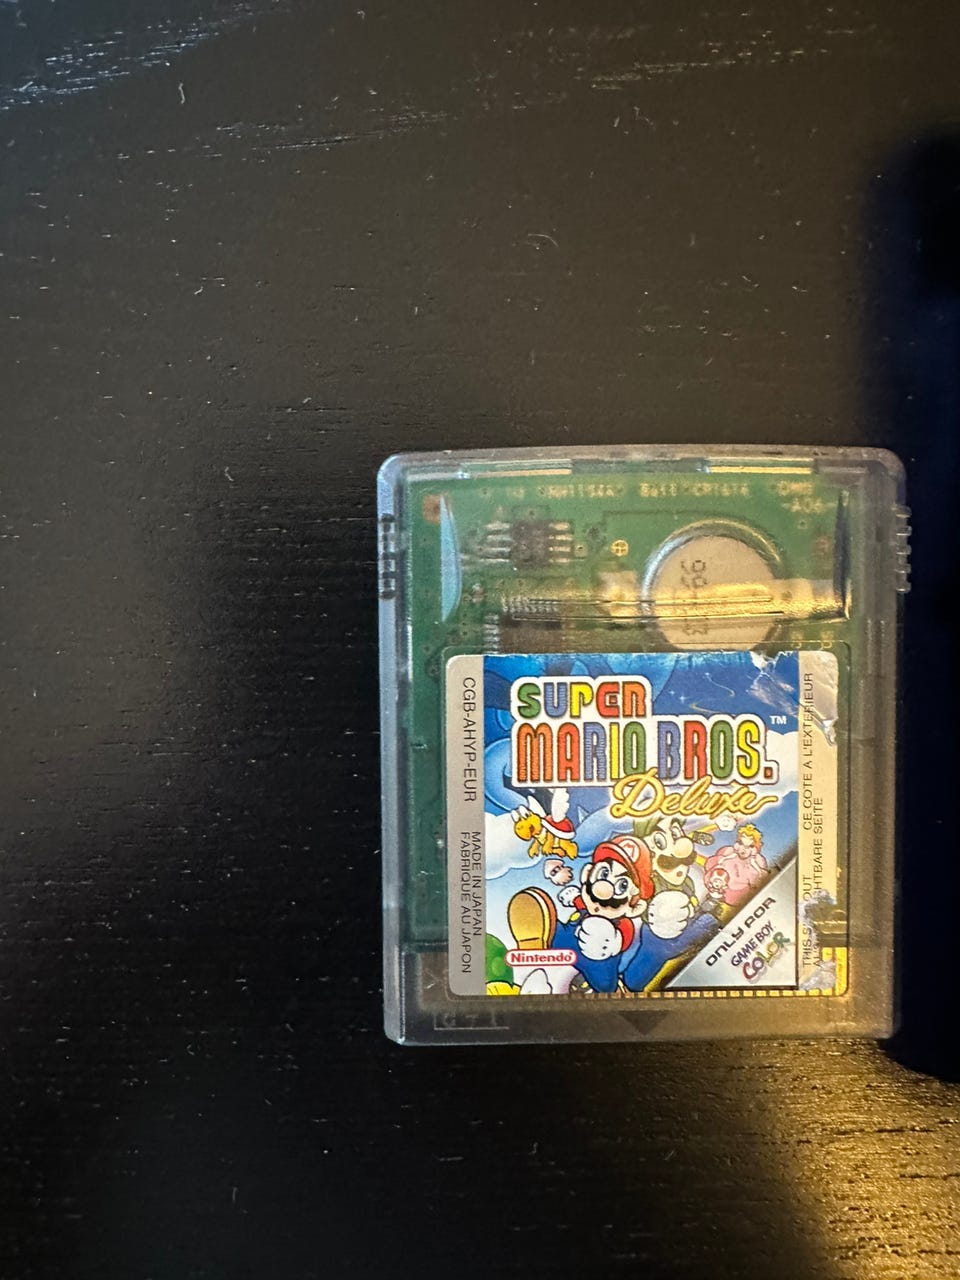 SUPER
MARIO BROS.
TM
Deluxe
Nintendo
ONLY FOR
GAME BOY
COLOR
CGB-AHYP-EUR
MADE IN JAPAN
FABRIQUE AU JAPON
CE COTE A L'EXTERIEUR
OUT
SEITE